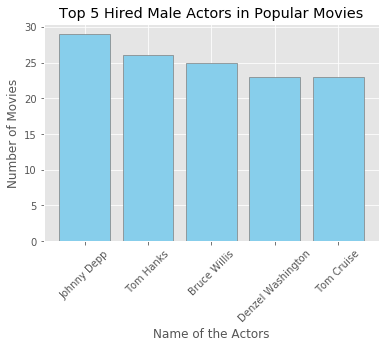 Top 5 Hired Male Actors in Popular Movies
Number of Movies
30
25
20
15
10
5
0
Johnny Depp
Tom Hanks
Bruce Willis
Denzel Washington
Tom Cruise
Name of the Actors